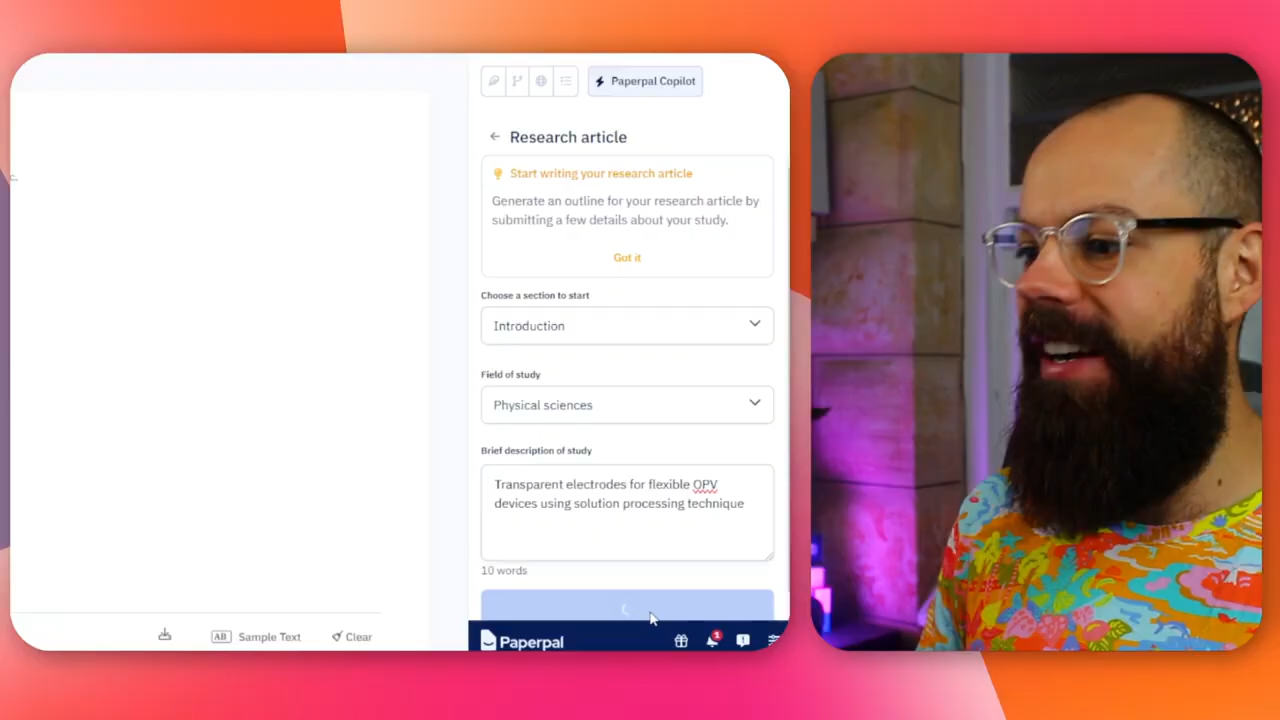 Paperpal Copilot
Research article
Start writing your research article
Generate an outline for your research article by
submitting a few details about your study.
Got it
Choose a section to start
Introduction
Field of study
Physical sciences
Brief description of study
Transparent electrodes for flexible OPV
devices using solution processing technique
10 words
AB Sample Text Clear
Paperpal 1